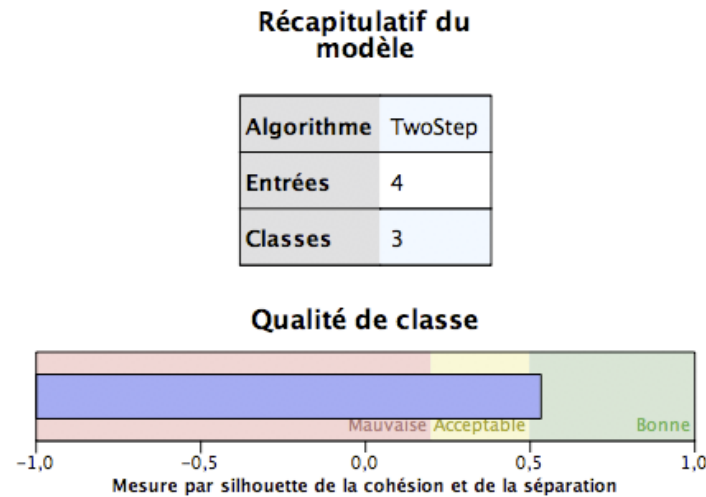 Récapitulatif du
modèle
Algorithme TwoStep
Entrées 4
Classes 3
Qualité de classe
Mauvaise Acceptable Bonne
-1,0 -0,5 0,0 0,5 1,0
Mesure par silhouette de la cohésion et de la séparation